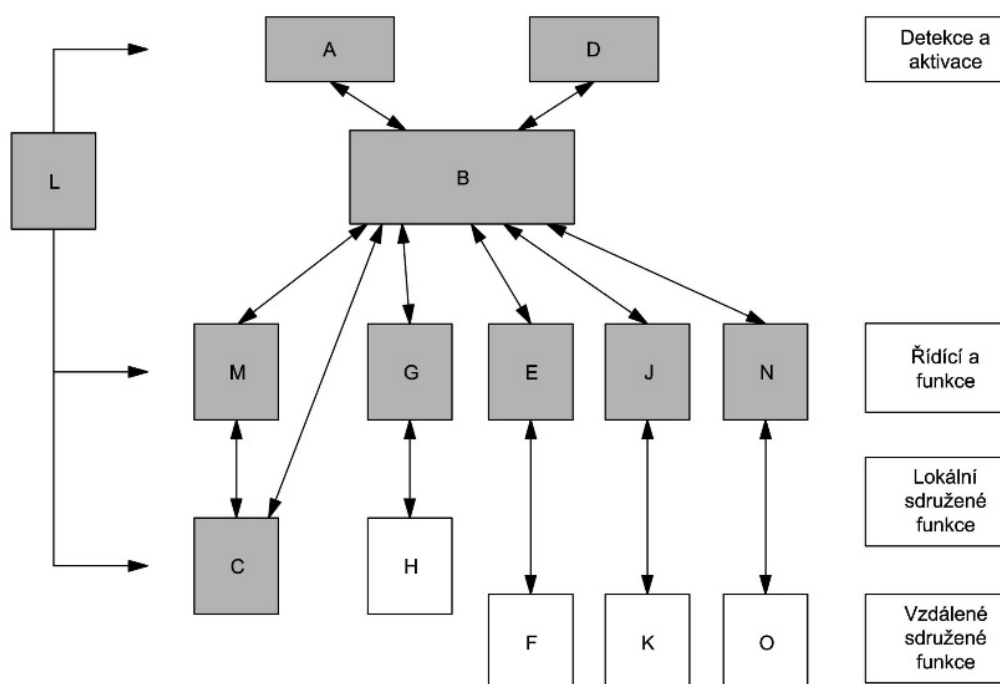 A
D
Detekce a
aktivace
L
B
M
G
E
J
N
Řídící a
funkce
Lokální
sdružené
funkce
C
H
F
K
O
Vzdálené
sdružené
funkce